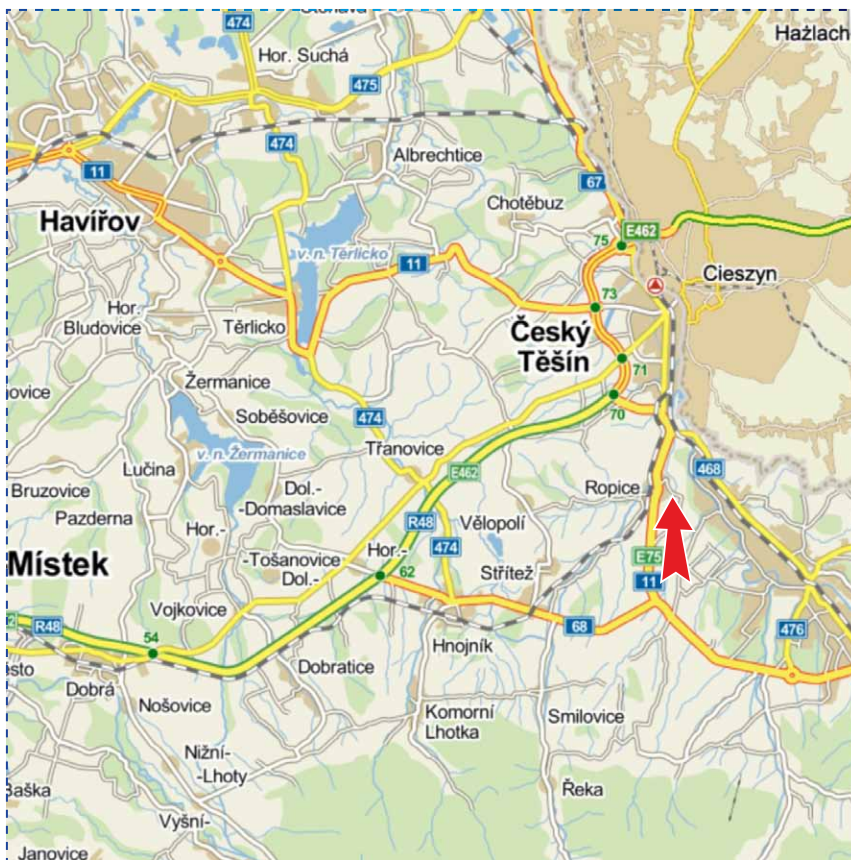 Stonava
474
Hor. Suchá
Hażlach
475
474
Albrechtice
11
67
Chotěbuz
Havířov
E462
75
v. n. Těrlicko
11
Cieszyn
Hor.
Bludovice
73
Těrlicko
Český
Těšín
71
Žermanice
70
Soběšovice
474
Třanovice
v. n. Žermanice
E462
468
Lučina
Bruzovice
Dol.-
-Domaslavice
Ropice
Pazderna
R48
Vělopolí
Hor.-
474
Místek
-Tošanovice
Hor.-
Dol.-
62
Střítež
E75
11
Vojkovice
R48
68
476
54
Hnojník
Dobratice
Dobrá
Nošovice
Komorní
Lhotka
Smilovice
Nižní-
-Lhoty
Řeka
Baška
Vyšní-
Janovice